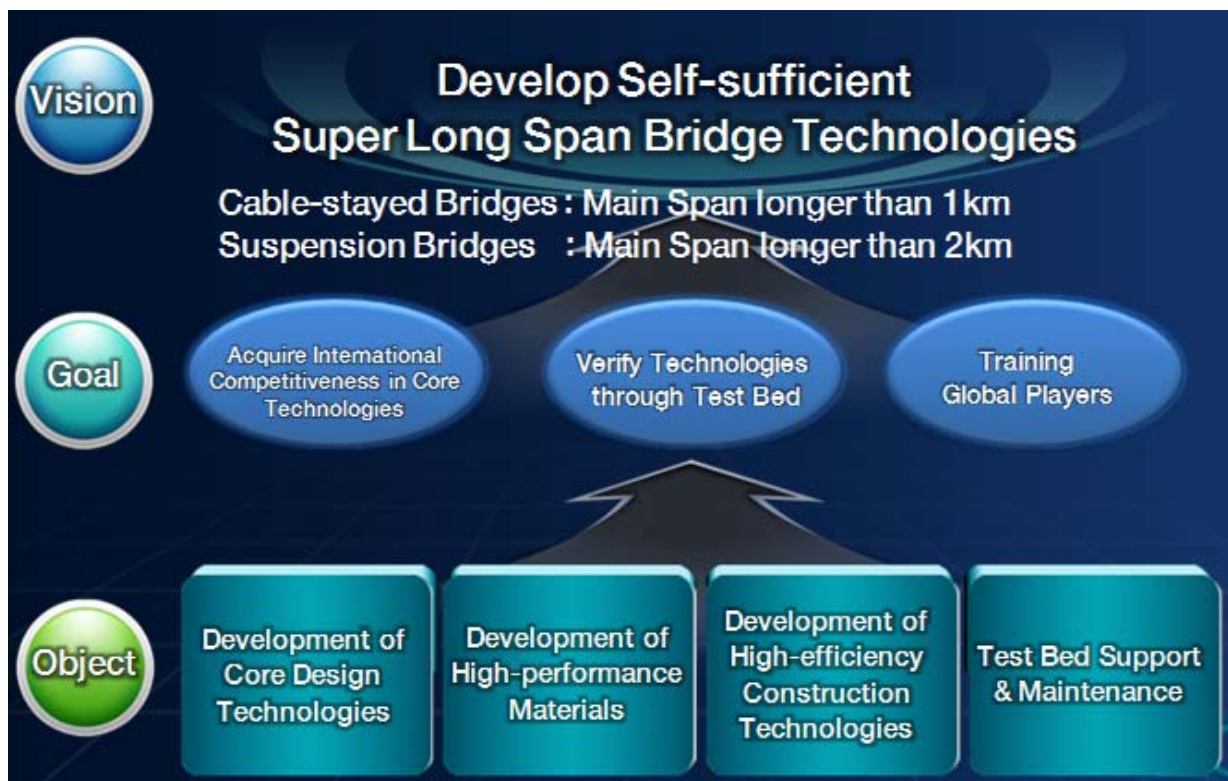 Vision
Develop Self-sufficient
Super Long Span Bridge Technologies
Cable-stayed Bridges : Main Span longer than 1km
Suspension Bridges : Main Span longer than 2km
Goal
Acquire International
Competitiveness in Core
Technologies
Verify Technologies
through Test Bed
Training
Global Players
Object
Development of
Core Design
Technologies
Development of
High-performance
Materials
Development of
High-efficiency
Construction
Technologies
Test Bed Support
& Maintenance